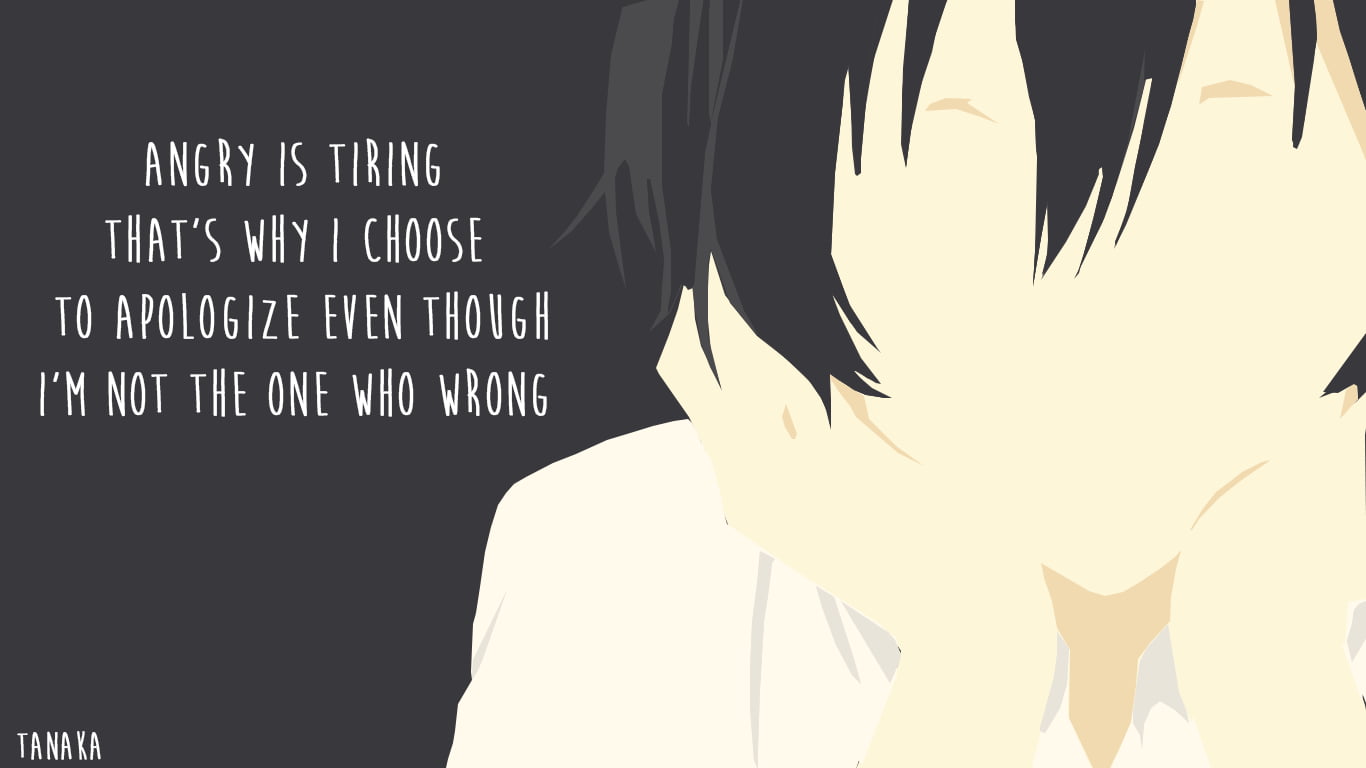 ANGRY IS TIRING
THAT'S WHY I CHOOSE
TO APOLOGIZE EVEN THOUGH
I'M NOT THE ONE WHO WRONG
TANAKA